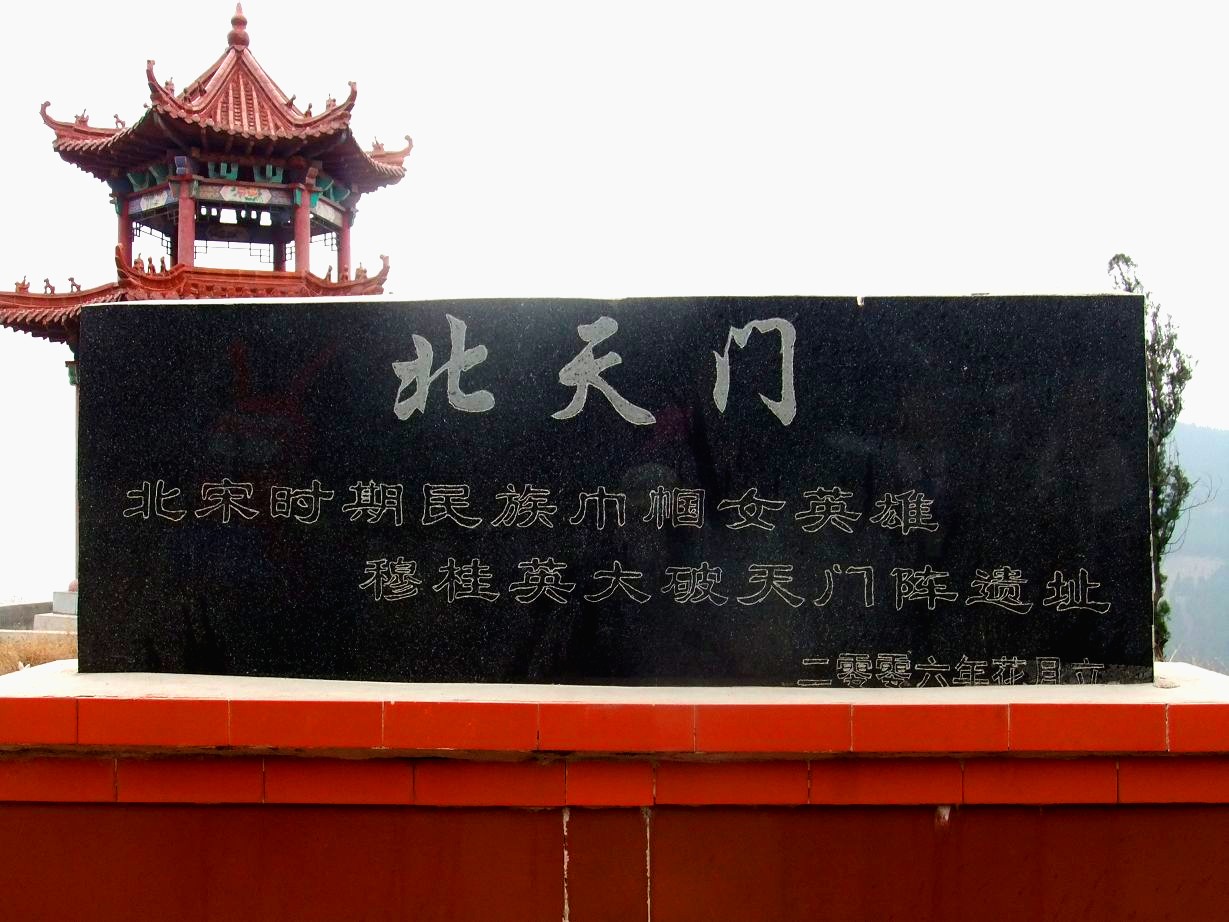 北天门
北宋时期民族巾帼女英雄
穆桂英大破天门阵遗址
二零零六年花月立